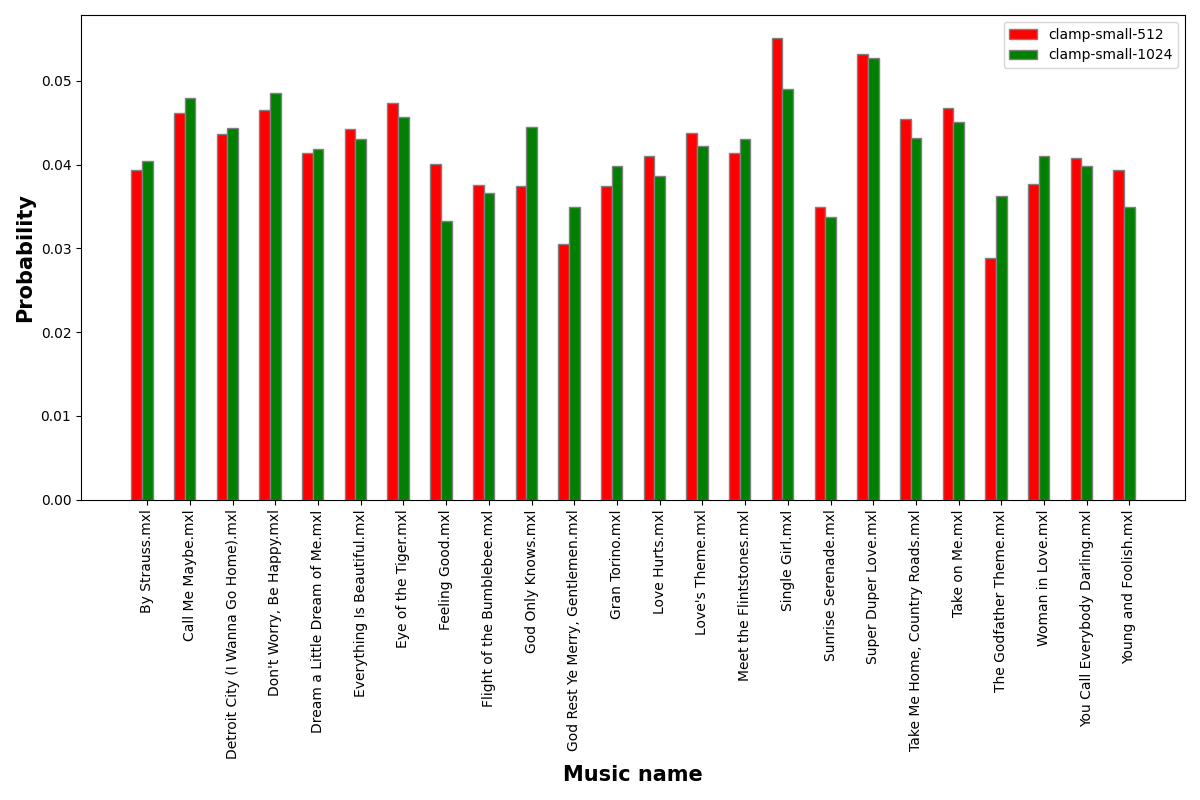 clamp-small-512
clamp-small-1024
Probability
0.05
0.04
0.03
0.02
0.01
0.00
By Strauss.mxl
Call Me Maybe.mxl
Detroit City (I Wanna Go Home).mxl
Don't Worry, Be Happy.mxl
Dream a Little Dream of Me.mxl
Everything Is Beautiful.mxl
Eye of the Tiger.mxl
Feeling Good.mxl
Flight of the Bumblebee.mxl
God Only Knows.mxl
God Rest Ye Merry, Gentlemen.mxl
Gran Torino.mxl
Love Hurts.mxl
Love's Theme.mxl
Meet the Flintstones.mxl
Single Girl.mxl
Sunrise Serenade.mxl
Super Duper Love.mxl
Take Me Home, Country Roads.mxl
Take on Me.mxl
The Godfather Theme.mxl
Woman in Love.mxl
You Call Everybody Darling.mxl
Young and Foolish.mxl
Music name